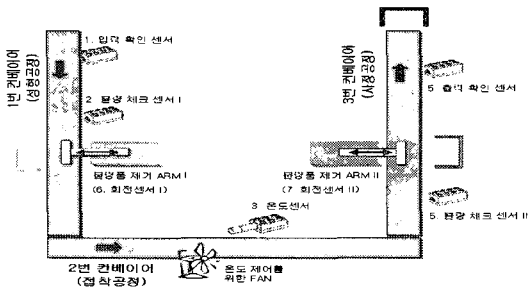 1번 컨베이어
(성형공정)
1. 입력 확인 센서
2. 불량 체크 센서 I
불량품 제거 ARM I
(6. 회전센서 I)
2번 컨베이어
(접착공정)
3. 온도센서
온도 제어를
위한 FAN
불량품 제거 ARM II
(7. 회전센서 II)
3번 컨베이어
(사장공정)
5. 출력 확인 센서
5. 불량 체크 센서 II